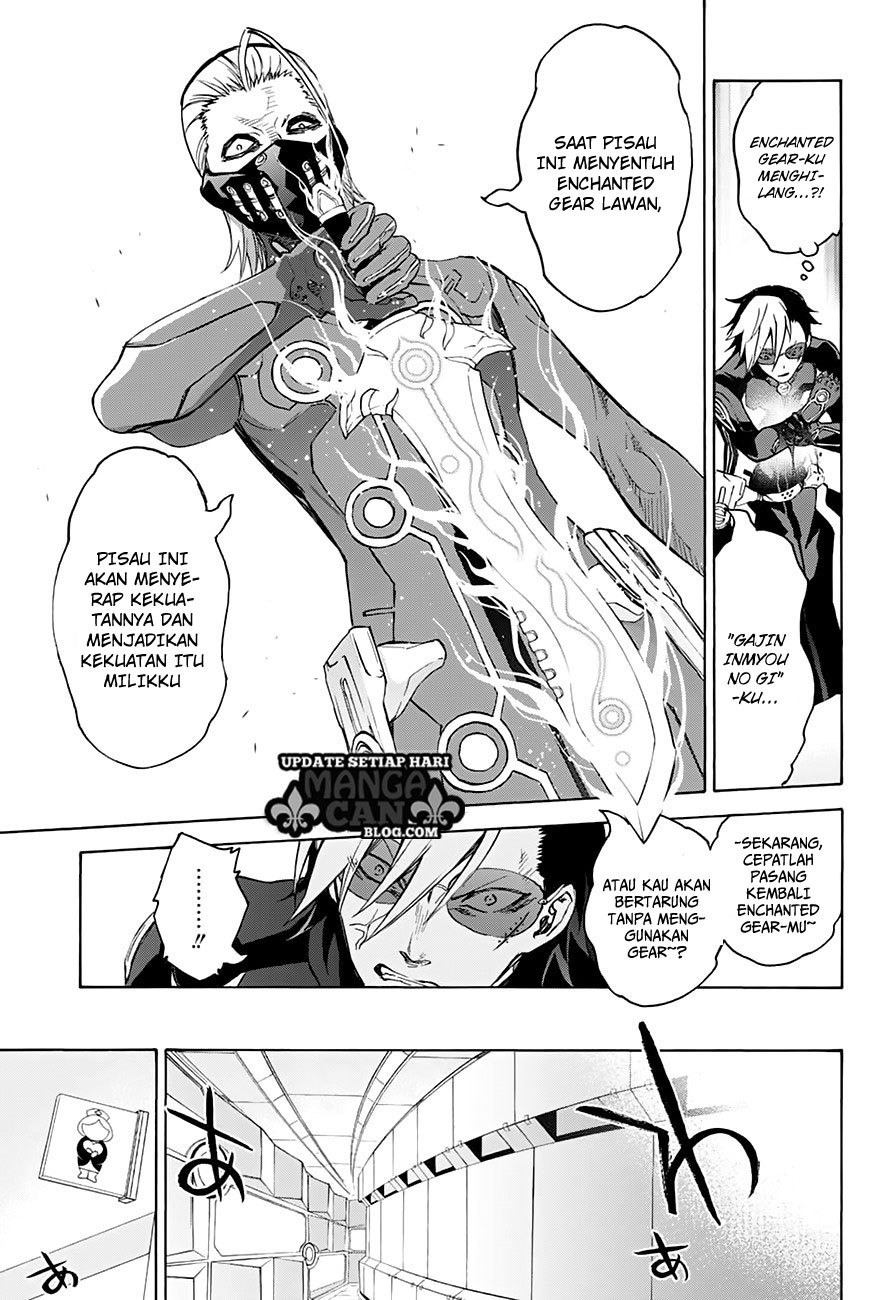 ENCHANTED
GEAR-KU
MENGHI-
LANG...?!
"GAJIN
INMYOU
NO GI"
-KU...
SAAT PISAU
INI MENYENTUH
ENCHANTED
GEAR LAWAN,
PISAU INI
AKAN MENYE-
RAP KEKUA-
TANNYA DAN
MENJADIKAN
KEKUATAN ITU
MILIKKU
UPDATE SETIAP HARI
MANGA
CAN
BLOG.COM
-SEKARANG,
CEPATLAH
PASANG
KEMBALI
ENCHANTED
GEAR-MU~
ATAU KAU AKAN
BERTARUNG
TANPA MENG-
GUNAKAN
GEAR~?
.........!!
わ
あ
あ